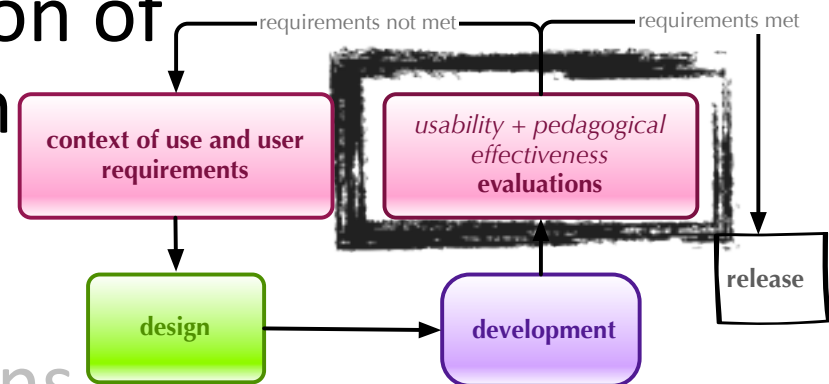 on of
requirements not met
requirements met
n
context of use and user
requirements
usability + pedagogical
effectiveness
evaluations
release
design
development
ns